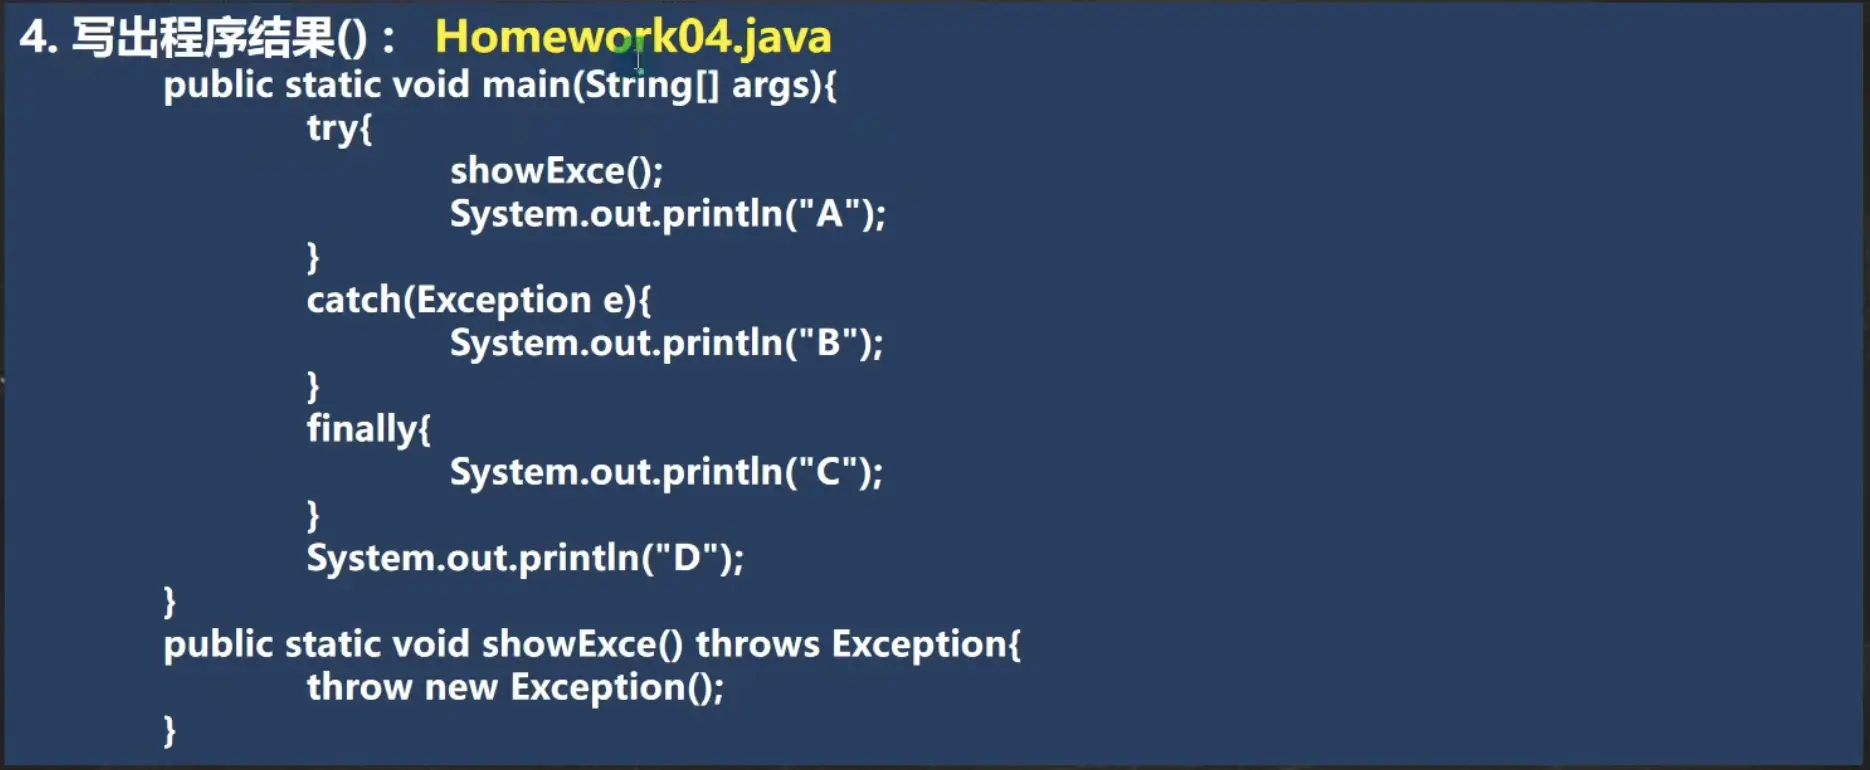 4. 写出程序结果() : Homework04.java
public static void main(String[] args){
try{
showExce();
System.out.println("A");
}
catch(Exception e){
System.out.println("B");
}
finally{
System.out.println("C");
}
System.out.println("D");
}
public static void showExce() throws Exception{
throw new Exception();
}